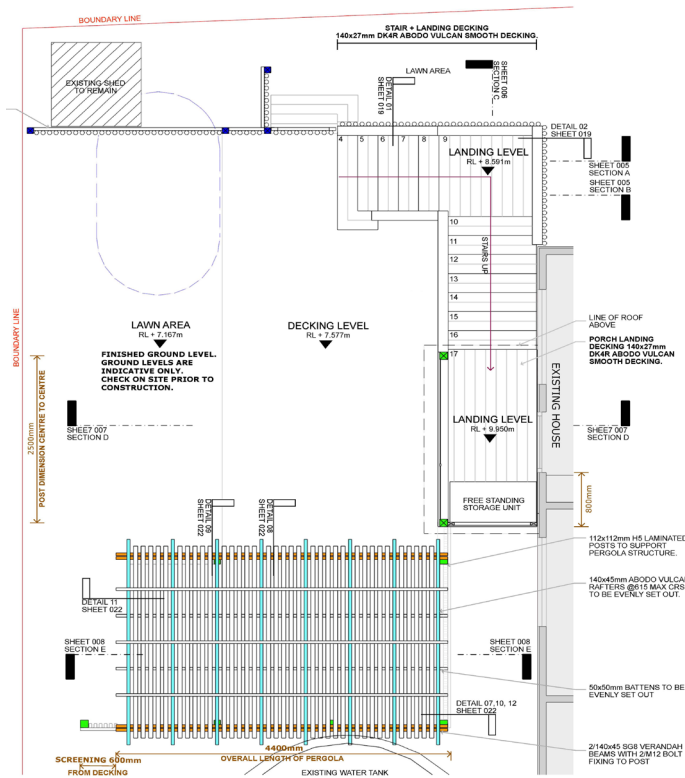 BOUNDARY LINE
STAIR + LANDING DECKING
140x27mm DK4R ABODO VULCAN SMOOTH DECKING.
EXISTING SHED
TO REMAIN
LAWN AREA
DETAIL 01
SHEET 019
SHEET 006
SECTION C
DETAIL 02
SHEET 019
4
5
6
7
8
9
LANDING LEVEL
RL + 8.591m
SHEET 005
SECTION A
SHEET 005
SECTION B
10
11
12
13
14
15
16
17
STAIRS UP
BOUNDARY LINE
LAWN AREA
RL + 7.167m
FINISHED GROUND LEVEL.
GROUND LEVELS ARE
INDICATIVE ONLY.
CHECK ON SITE PRIOR TO
CONSTRUCTION.
DECKING LEVEL
RL + 7.577m
LINE OF ROOF
ABOVE
PORCH LANDING
DECKING 140x27mm
DK4R ABODO VULCAN
SMOOTH DECKING.
EXISTING HOUSE
2500mm
POST DIMENSION CENTRE TO CENTRE
SHEET 007
SECTION D
LANDING LEVEL
RL + 9.950m
SHEET 007
SECTION D
FREE STANDING
STORAGE UNIT
800mm
DETAIL 09
SHEET 022
DETAIL 08
SHEET 022
112x112mm H5 LAMINATED
POSTS TO SUPPORT
PERGOLA STRUCTURE.
140x45mm ABODO VULCA
RAFTERS @615 MAX CRS
TO BE EVENLY SET OUT.
DETAIL 11
SHEET 022
SHEET 008
SECTION E
SHEET 008
SECTION E
50x50mm BATTENS TO BE
EVENLY SET OUT
DETAIL 07,10, 12
SHEET 022
2/140x45 SG8 VERANDAH
BEAMS WITH 2/M12 BOLT
FIXING TO POST
4400mm
OVERALL LENGTH OF PERGOLA
SCREENING 600mm
FROM DECKING
EXISTING WATER TANK